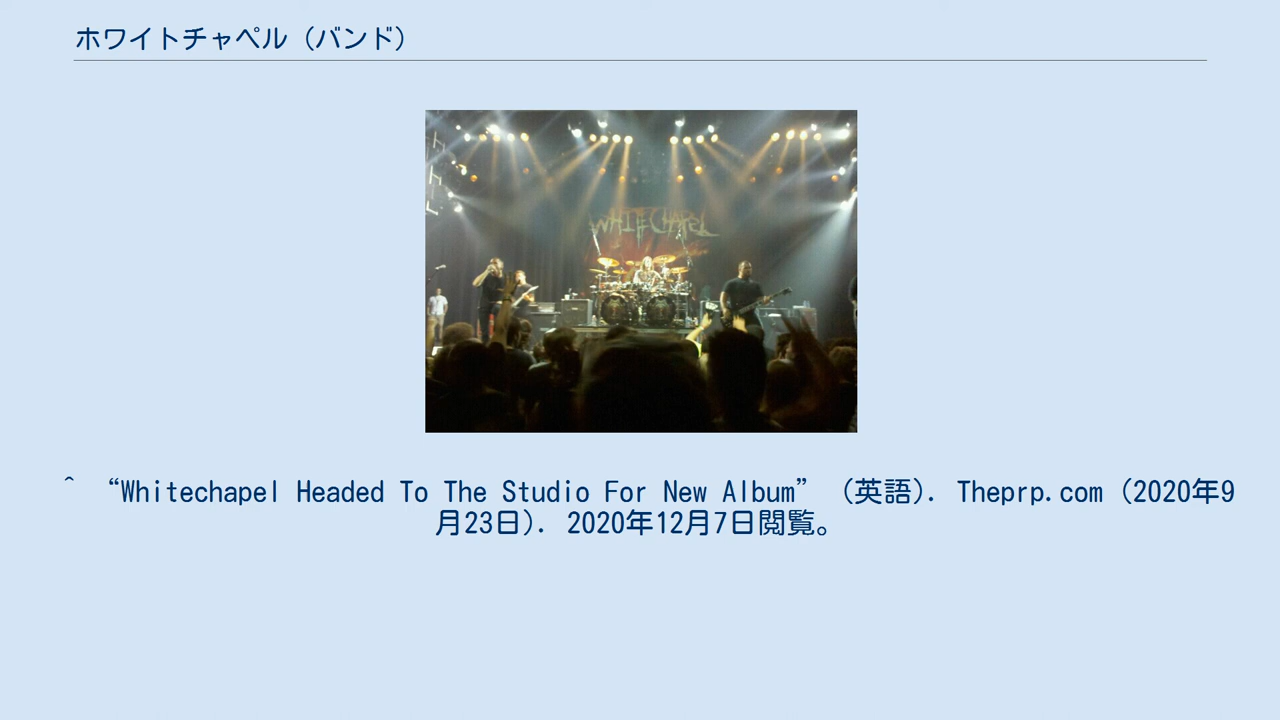 ホワイトチャペル (バンド)
WHITECHAPEL
^ “Whitechapel Headed To The Studio For New Album” (英語). Theprp.com (2020年9
月23日). 2020年12月7日閲覧。